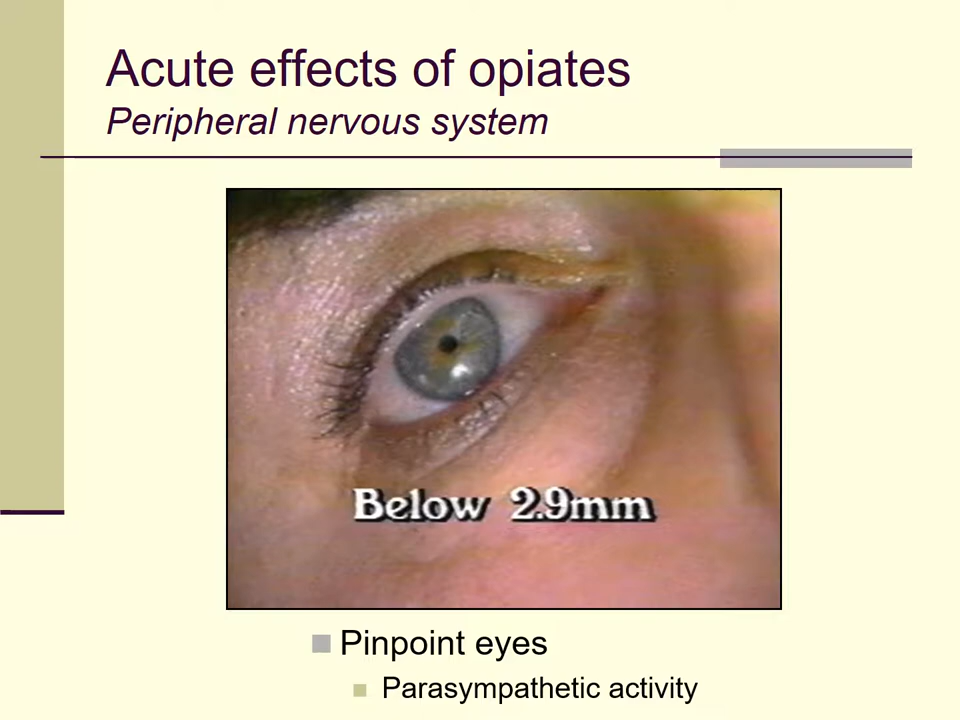 Acute effects of opiates
Peripheral nervous system
Below 2.9mm
Pinpoint eyes
Parasympathetic activity